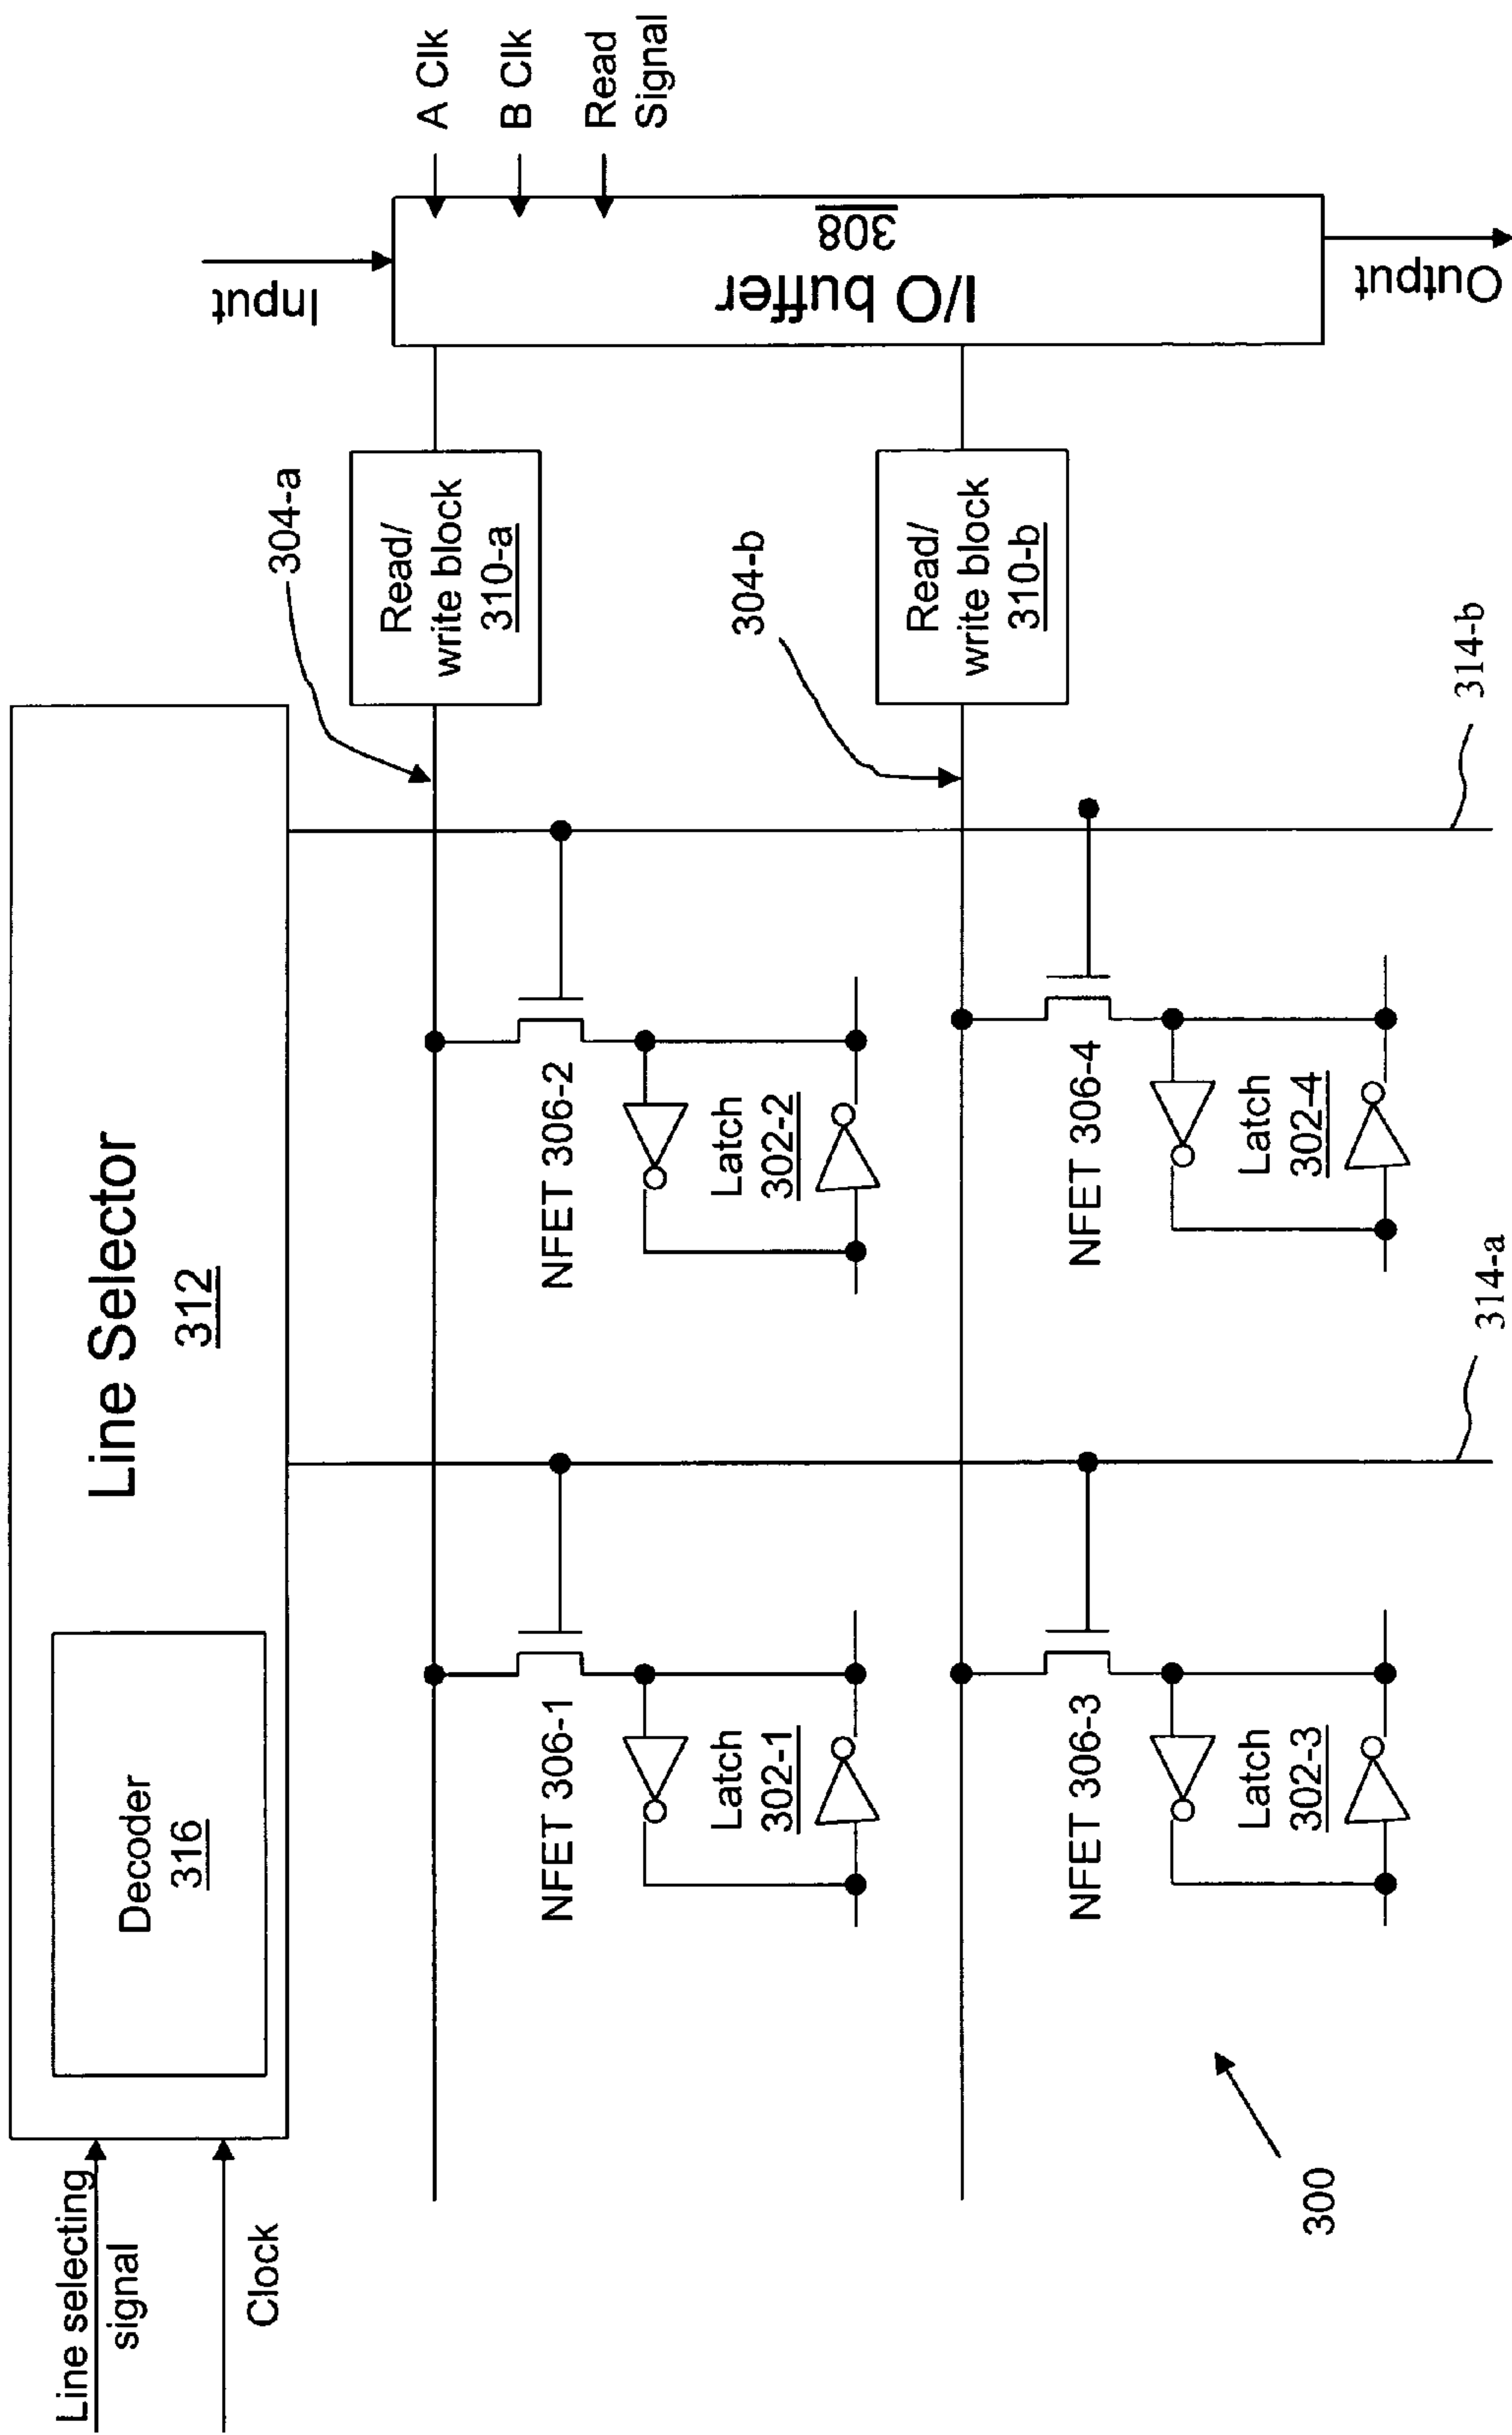 Line selecting
signal
Clock
Decoder
316
Line Selector
312
304-a
Read/
write block
310-a
Input
A Clk
B Clk
Read
Signal
I/O buffer
308
Output
NFET 306-1
Latch
302-1
NFET 306-2
Latch
302-2
304-b
Read/
write block
310-b
NFET 306-3
Latch
302-3
NFET 306-4
Latch
302-4
300
314-a
314-b